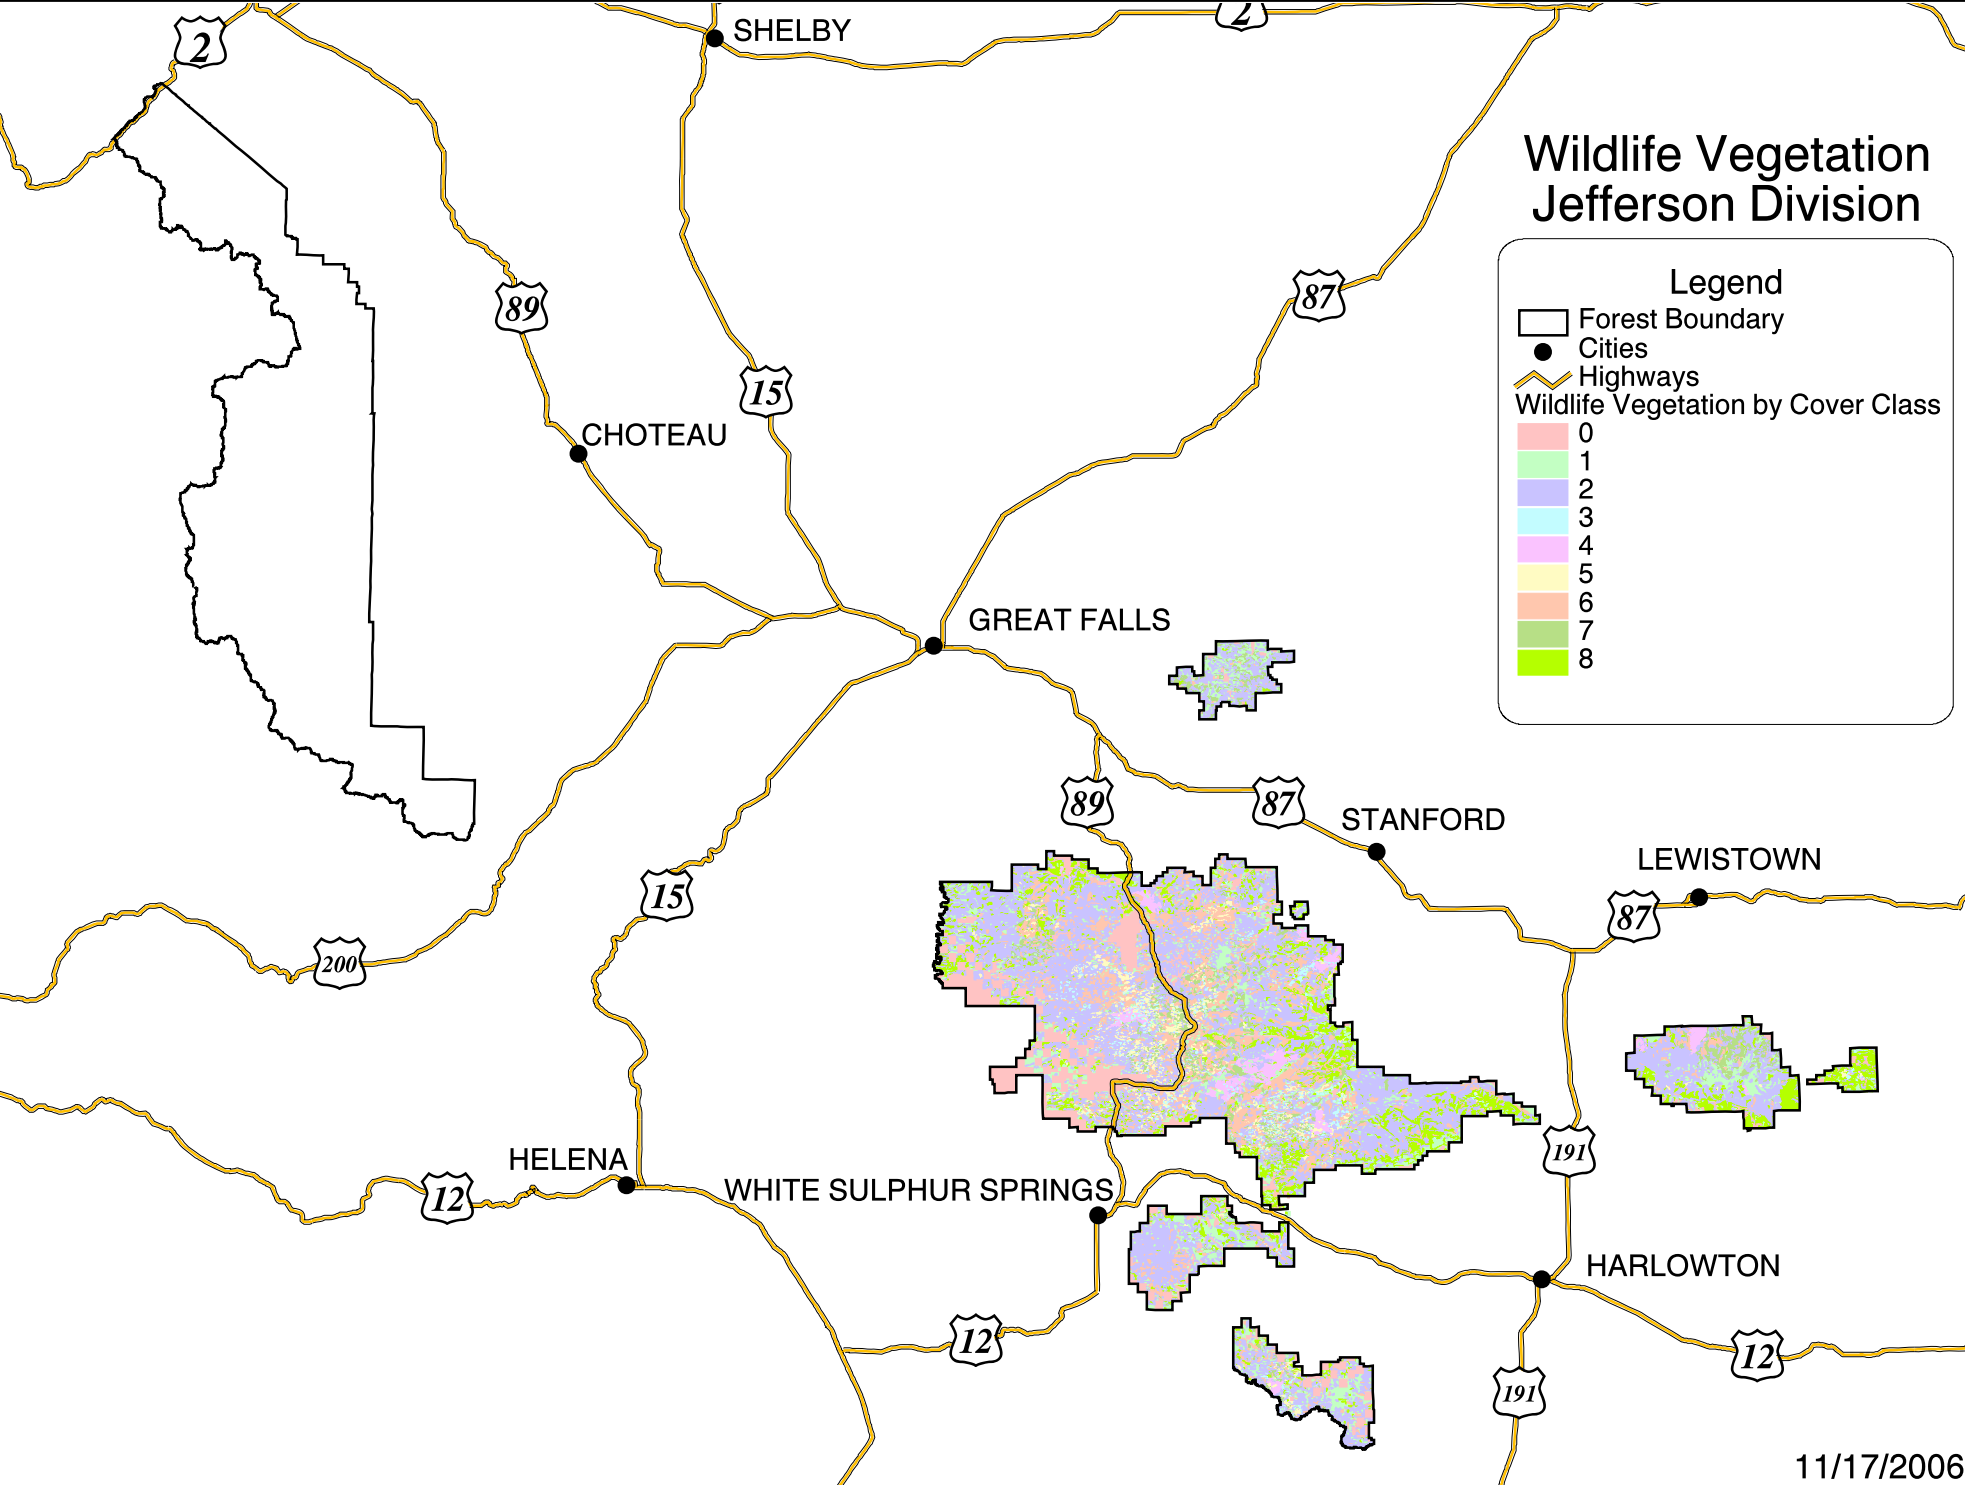 2
SHELBY
2
Wildlife Vegetation
Jefferson Division
Legend
Forest Boundary
Cities
Highways
Wildlife Vegetation by Cover Class
0
1
2
3
4
5
6
7
8
89
87
15
CHOTEAU
GREAT FALLS
89
87
STANFORD
LEWISTOWN
87
15
200
191
HELENA
12
WHITE SULPHUR SPRINGS
HARLOWTON
12
12
191
11/17/2006